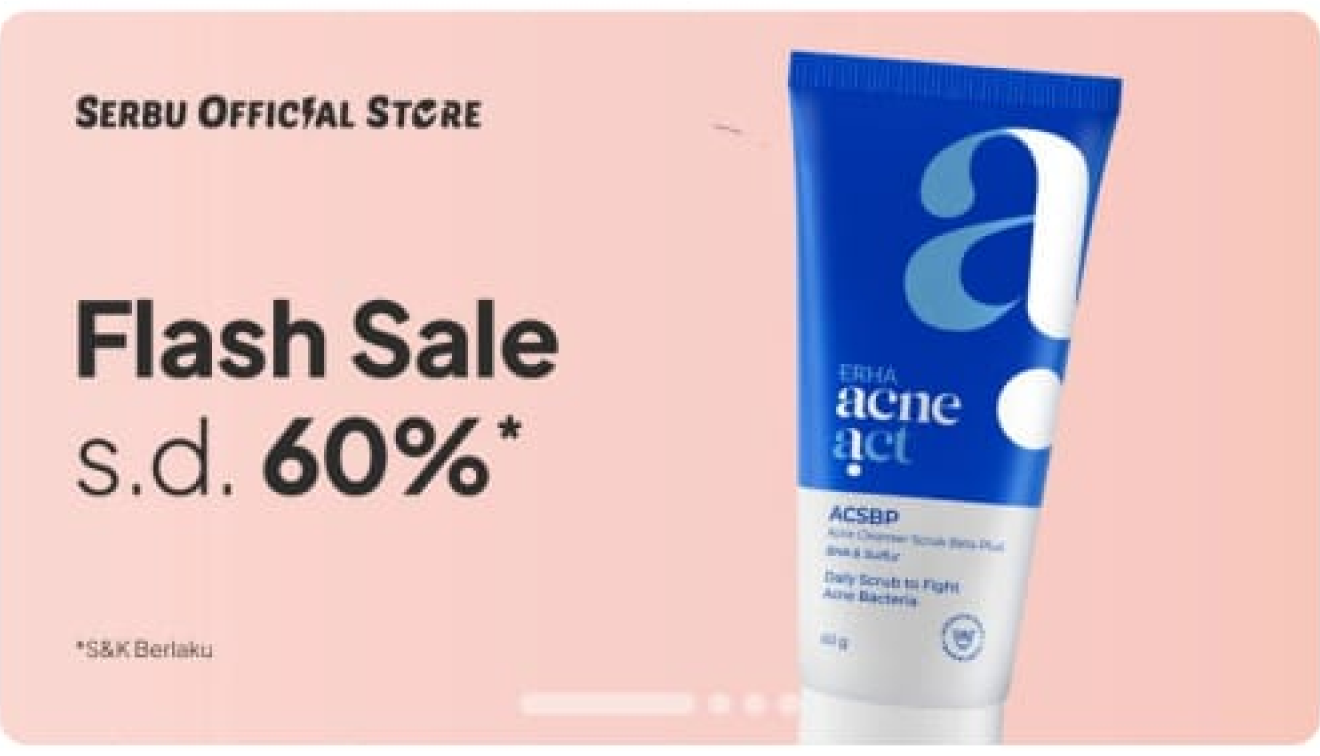 SERBU OFFICIAL STORE
Flash Sale
s.d. 60%*
*S&K Berlaku
a
ERHA
acne
act
ACSBP
Acne Cleanser Scrub Beta Plus
BHA & Sulfur
Daily Scrub to Fight
Acne Bacteria
60 g